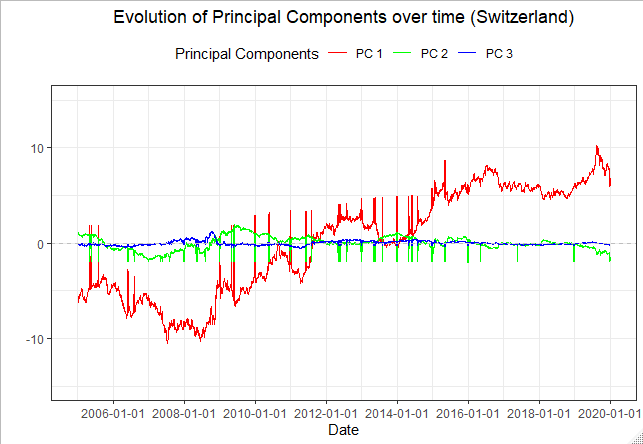 Evolution of Principal Components over time (Switzerland)
Principal Components PC 1 PC 2 PC 3
10
0
-10
2006-01-01 2008-01-01 2010-01-01 2012-01-01 2014-01-01 2016-01-01 2018-01-01 2020-01-01
Date